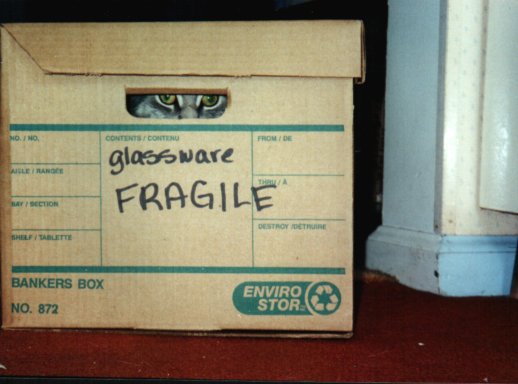 NO. / NO.
CONTENTS / CONTENU
FROM / DE
glassware
AISLE / RANGÉE
THRU / À
FRAGILE
BAY / SECTION
DESTROY / DÉTRUIRE
SHELF / TABLETTE
BANKERS BOX
NO. 872
ENVIRO
STOR